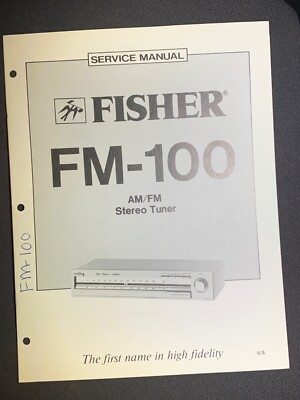 SERVICE MANUAL
FISHER®
FM-100
AM/FM
Stereo Tuner
FM-100
The first name in high fidelity
U.S.